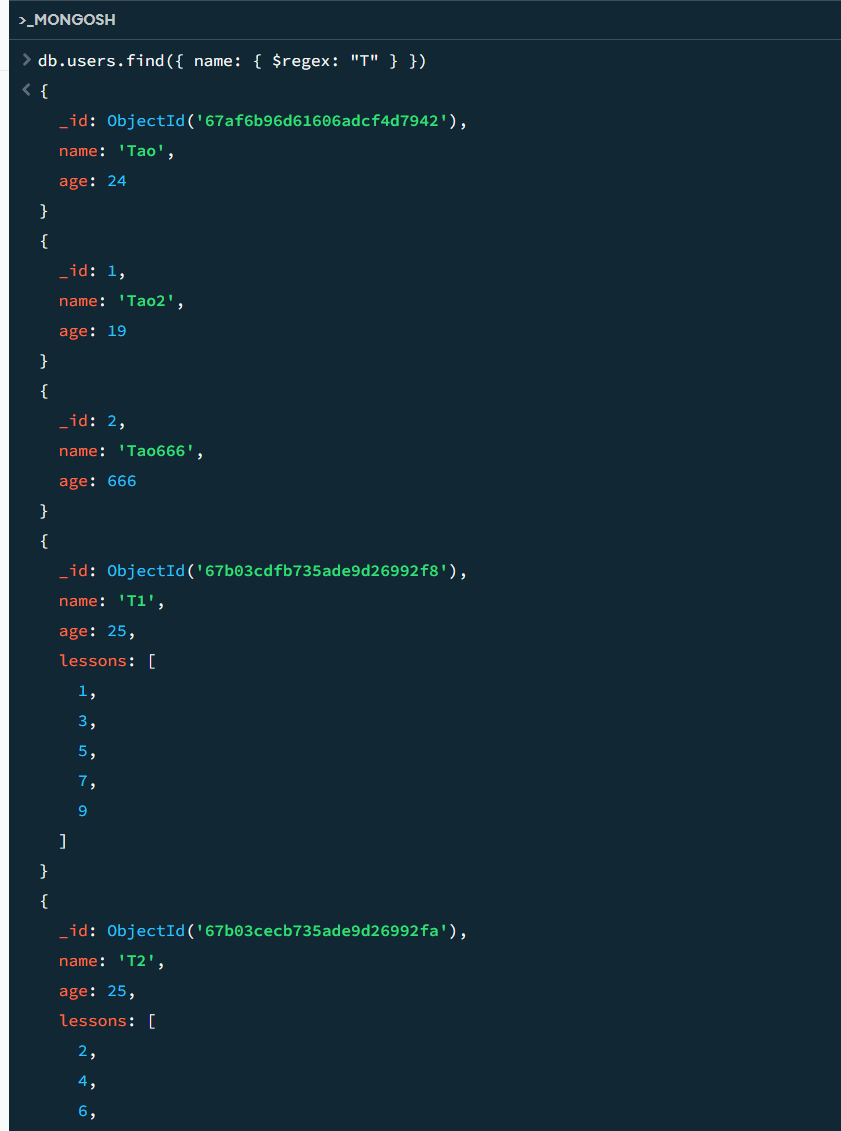 >_MONGOSH
> db.users.find({ name: { $regex: "T" } })
< {
_id: ObjectId('67af6b96d61606adcf4d7942'),
name: 'Tao',
age: 24
}
{
_id: 1,
name: 'Tao2',
age: 19
}
{
_id: 2,
name: 'Tao666',
age: 666
}
{
_id: ObjectId('67b03cdfb735ade9d26992f8'),
name: 'T1',
age: 25,
lessons: [
1,
3,
5,
7,
9
]
}
{
_id: ObjectId('67b03cecb735ade9d26992fa'),
name: 'T2',
age: 25,
lessons: [
2,
4,
6,